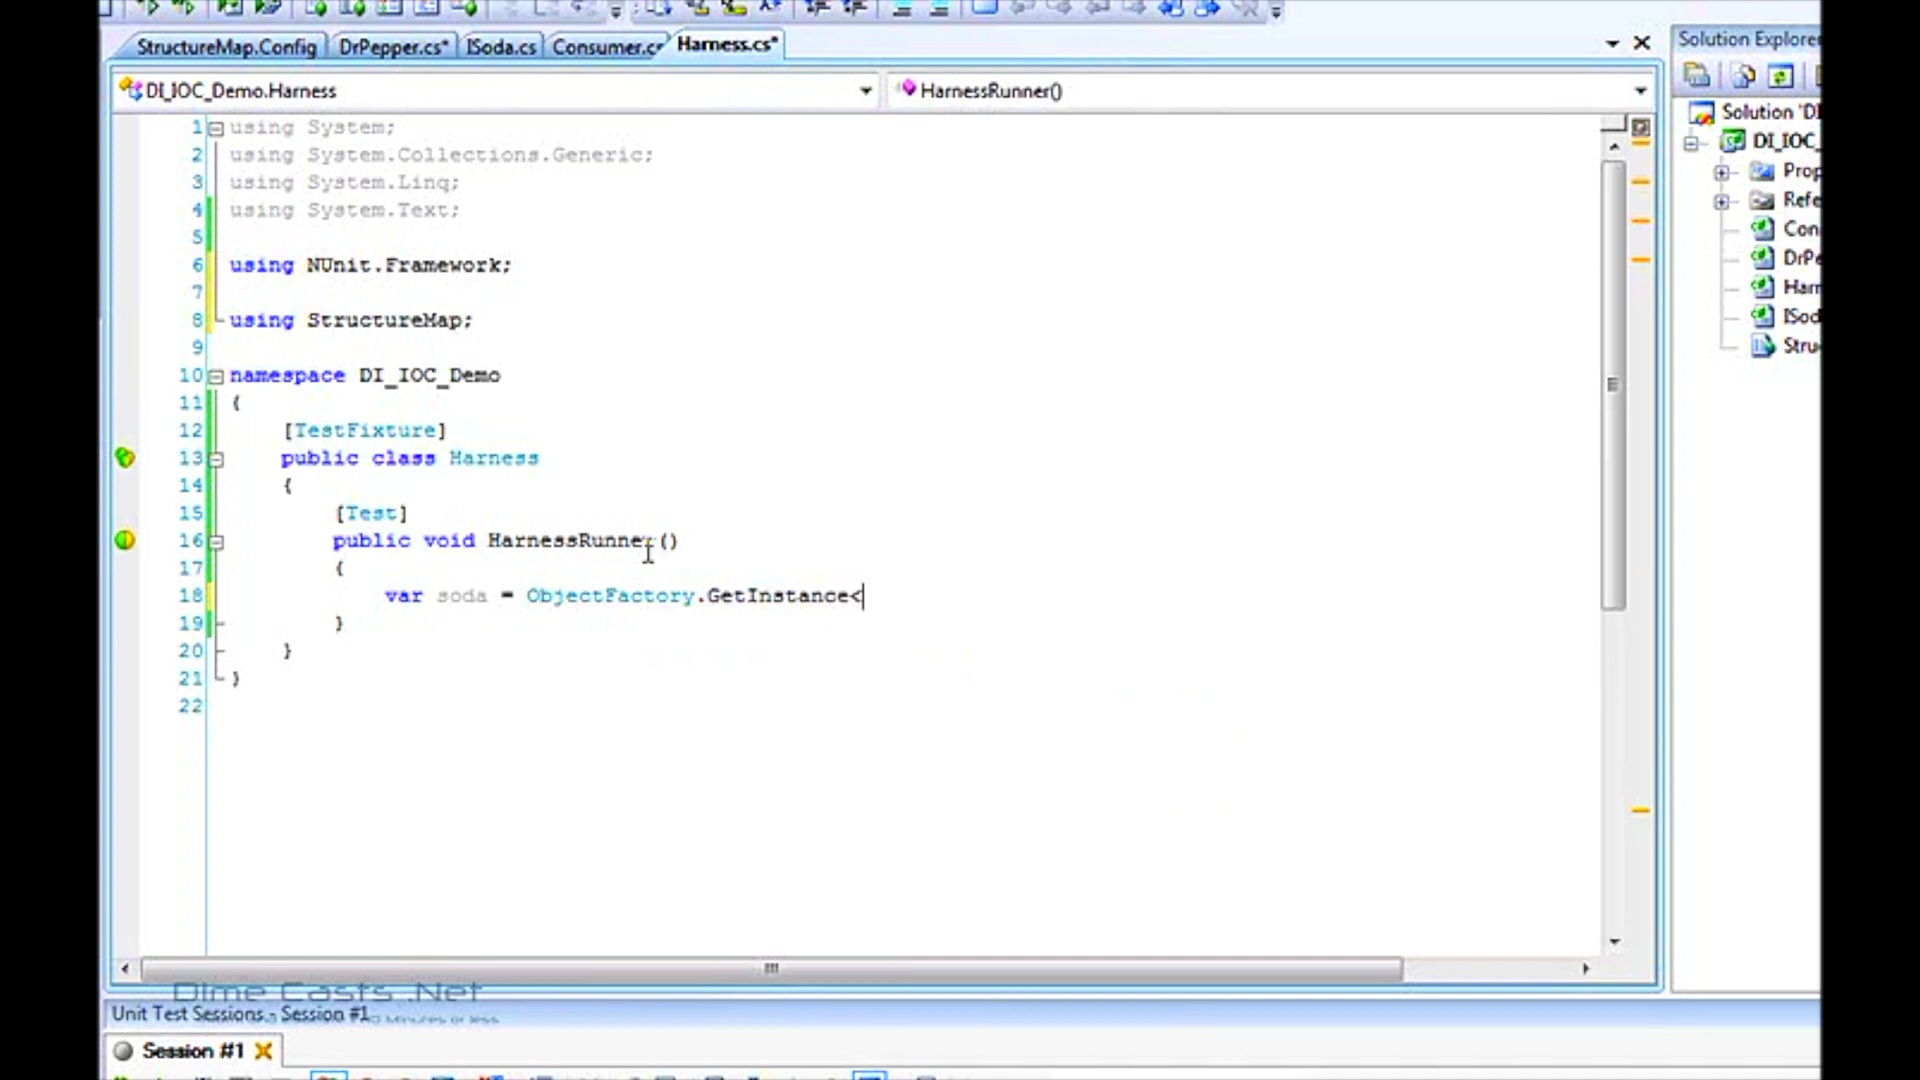 StructureMap.Config DrPepper.cs* ISoda.cs Consumer.cs Harness.cs*
Solution Explorer
DI_IOC_Demo.Harness HarnessRunner()
Solution 'DI
DI_IOC_
Prop
Refe
Con
DrPe
Harn
ISod
Stru
1 using System;
2 using System.Collections.Generic;
3 using System.Linq;
4 using System.Text;
5
6 using NUnit.Framework;
7
8 using StructureMap;
9
10 namespace DI_IOC_Demo
11 {
12 [TestFixture]
13 public class Harness
14 {
15 [Test]
16 public void HarnessRunner()
17 {
18 var soda = ObjectFactory.GetInstance<
19 }
20 }
21 }
22
Dime Casts .Net
Unit Test Sessions - Session #1
Minutes or less
Session #1